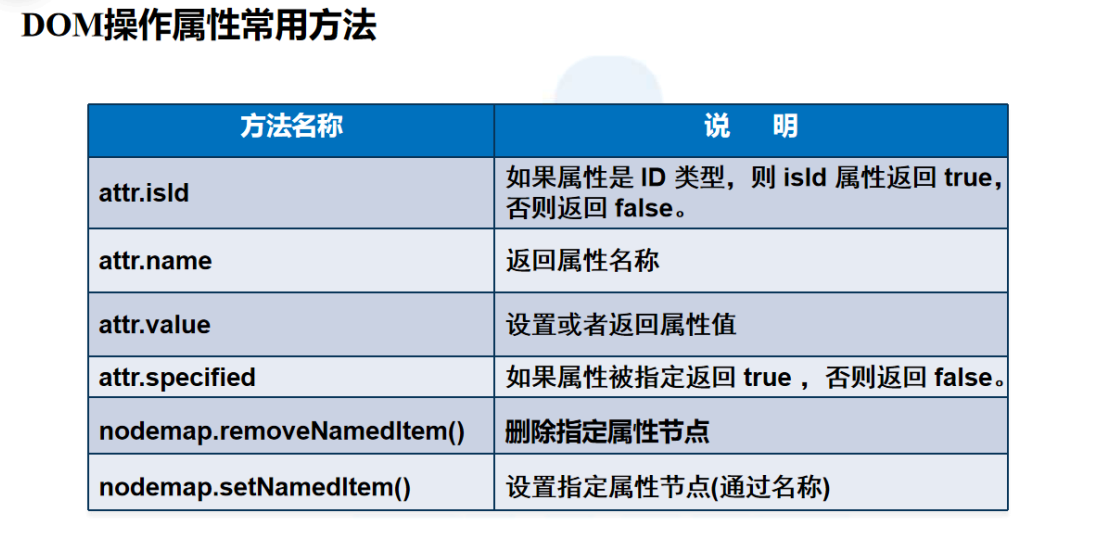 DOM操作属性常用方法
方法名称
说 明
attr.isId
如果属性是 ID 类型，则 isId 属性返回 true，
否则返回 false。
attr.name
返回属性名称
attr.value
设置或者返回属性值
attr.specified
如果属性被指定返回 true ，否则返回 false。
nodemap.removeNamedItem()
删除指定属性节点
nodemap.setNamedItem()
设置指定属性节点(通过名称)